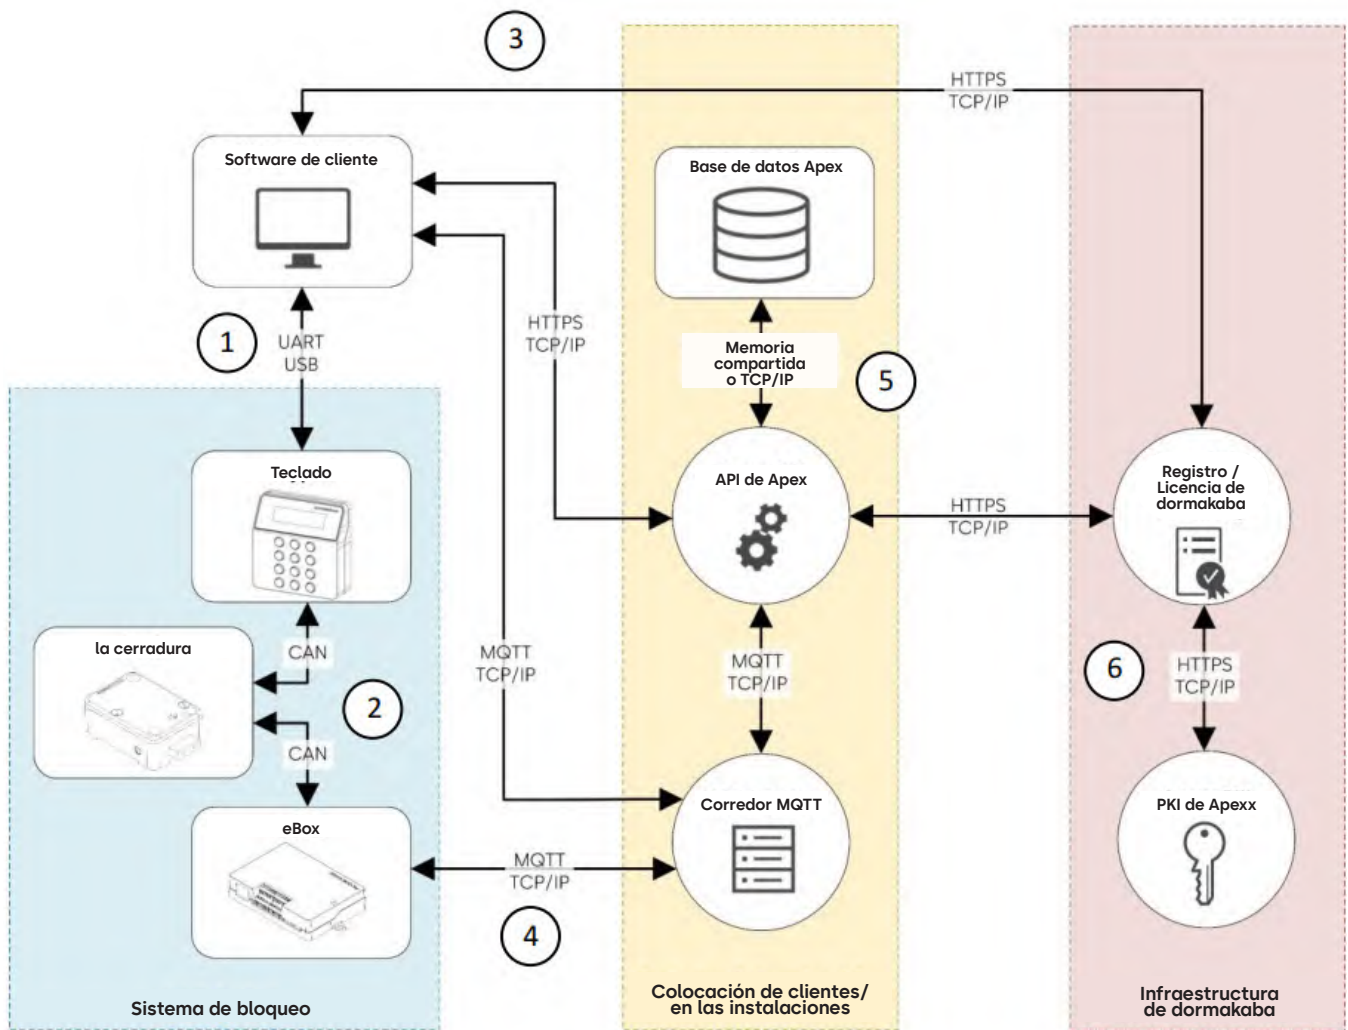 3
HTTPS
TCP/IP
Software de cliente
Base de datos Apex
1
UART
USB
HTTPS
TCP/IP
Memoria
compartida
o TCP/IP
5
Teclado
API de Apex
HTTPS
TCP/IP
Registro /
Licencia de
dormakaba
la cerradura
CAN
2
CAN
MQTT
TCP/IP
MQTT
TCP/IP
6
HTTPS
TCP/IP
eBox
Corredor MQTT
PKI de Apexx
MQTT
TCP/IP
4
Sistema de bloqueo
Colocación de clientes/
en las instalaciones
Infraestructura
de dormakaba